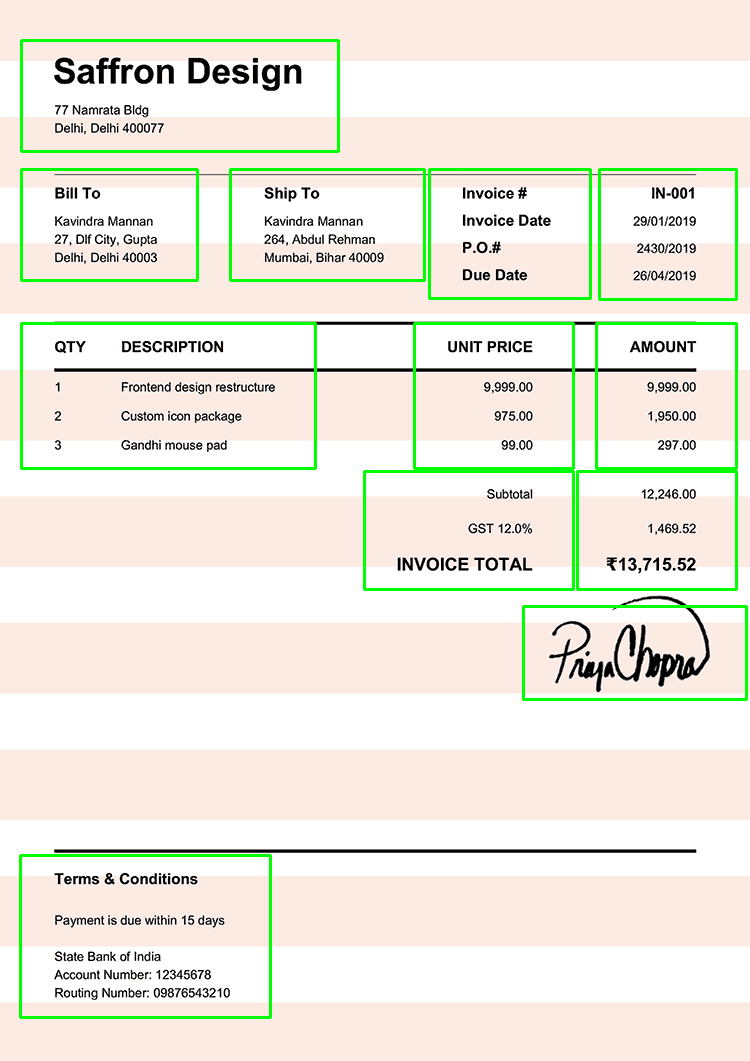 Saffron Design
77 Namrata Bldg
Delhi, Delhi 400077
Bill To
Kavindra Mannan
27, Dlf City, Gupta
Delhi, Delhi 40003
Ship To
Kavindra Mannan
264, Abdul Rehman
Mumbai, Bihar 40009
Invoice # IN-001
Invoice Date 29/01/2019
P.O.# 2430/2019
Due Date 26/04/2019
QTY DESCRIPTION UNIT PRICE AMOUNT
1 Frontend design restructure 9,999.00 9,999.00
2 Custom icon package 975.00 1,950.00
3 Gandhi mouse pad 99.00 297.00
Subtotal 12,246.00
GST 12.0% 1,469.52
INVOICE TOTAL ₹13,715.52
Priya Chopra
Terms & Conditions
Payment is due within 15 days
State Bank of India
Account Number: 12345678
Routing Number: 09876543210